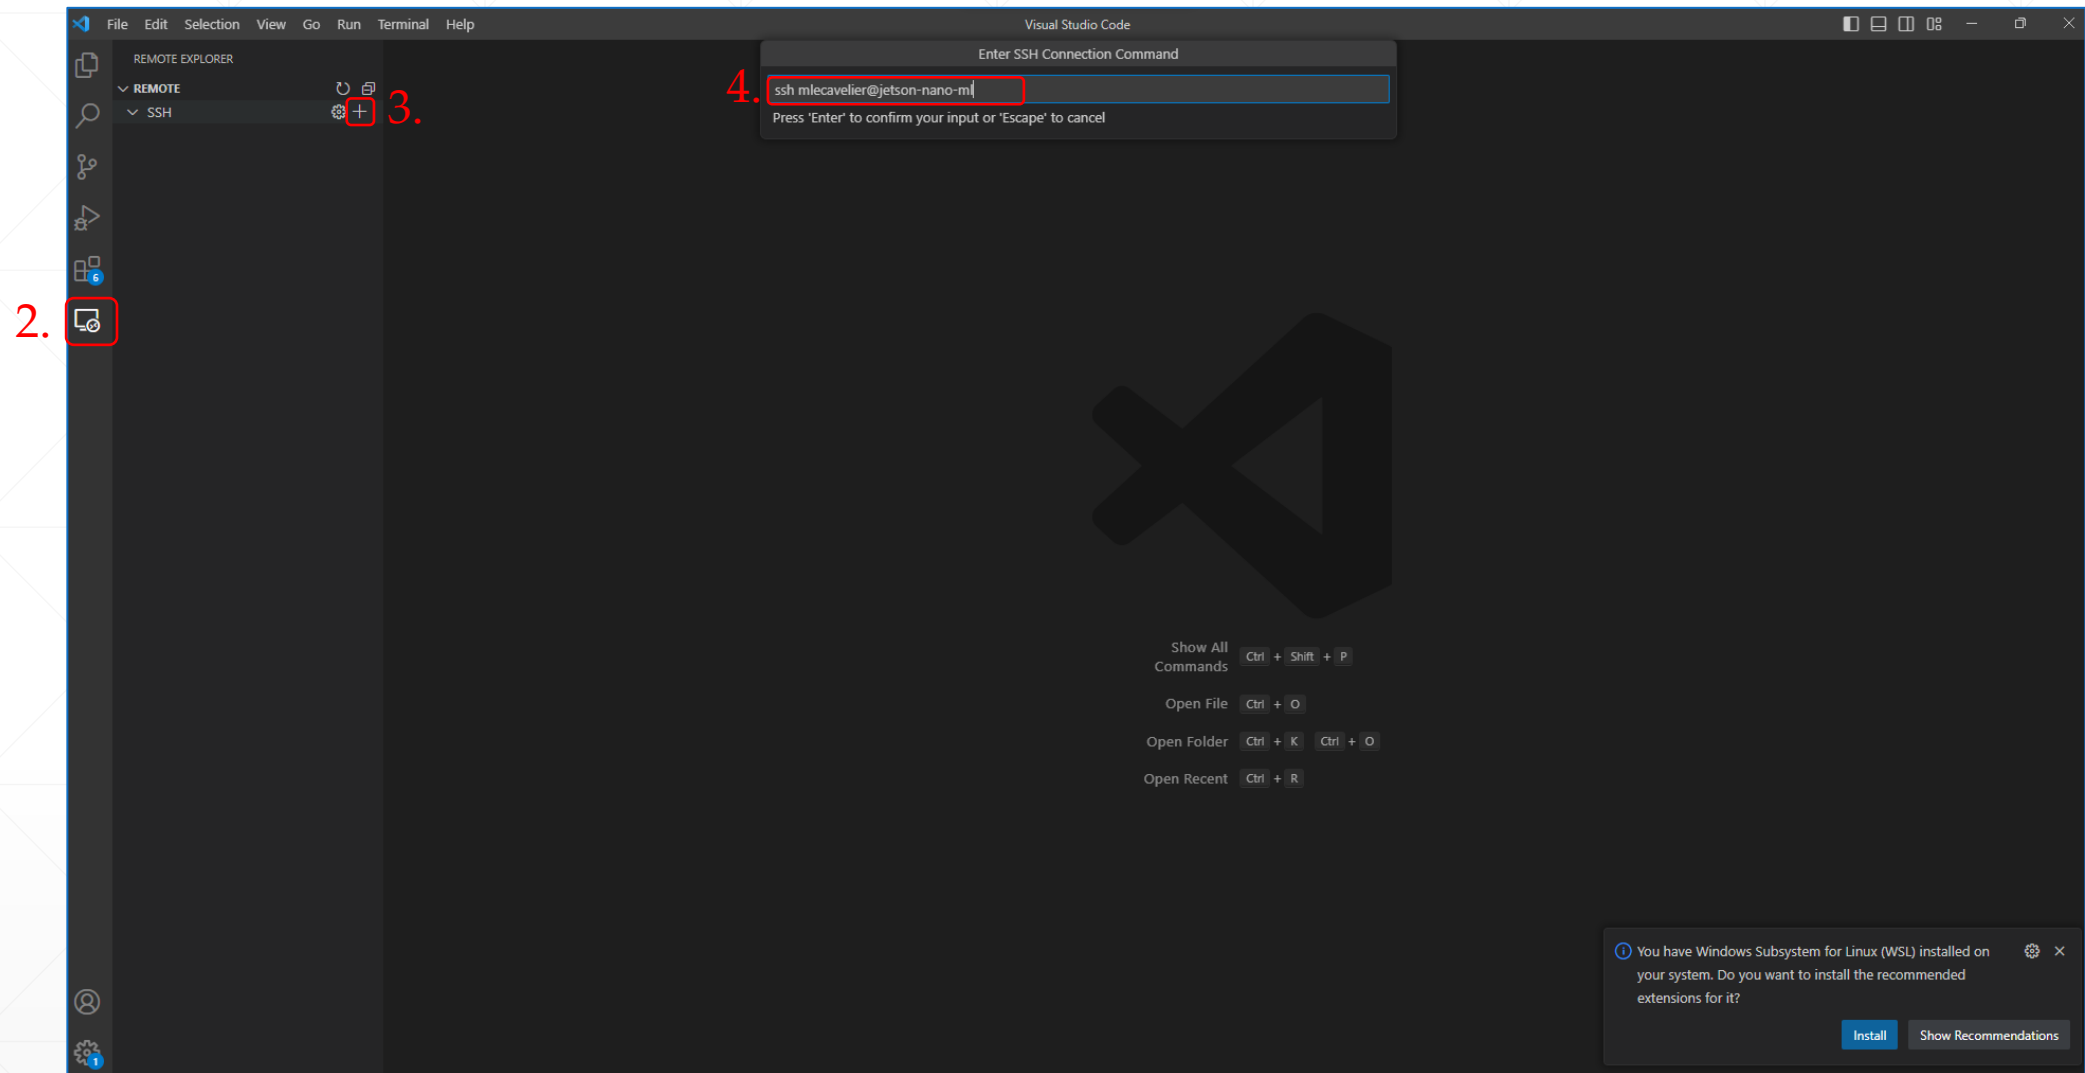 File Edit Selection View Go Run Terminal Help
Visual Studio Code
REMOTE EXPLORER
REMOTE
SSH
3.
Enter SSH Connection Command
4.
ssh mlecavelier@jetson-nano-ml
Press 'Enter' to confirm your input or 'Escape' to cancel
6
2.
Show All
Commands
Ctrl + Shift + P
Open File Ctrl + O
Open Folder Ctrl + K Ctrl + O
Open Recent Ctrl + R
You have Windows Subsystem for Linux (WSL) installed on
your system. Do you want to install the recommended
extensions for it?
Install Show Recommendations
1